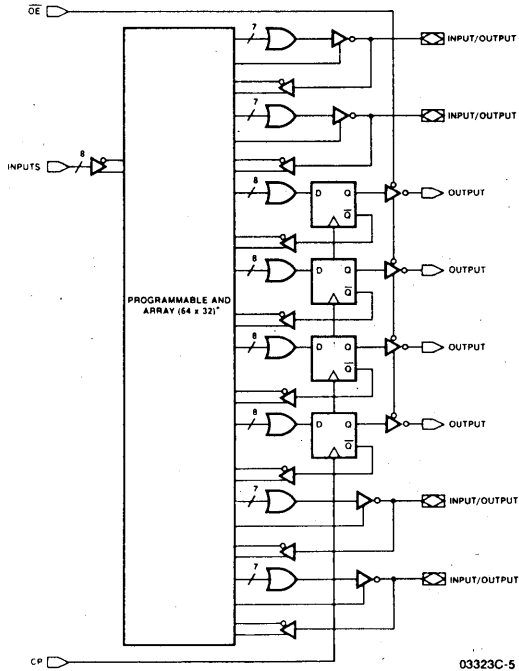 OE
7
INPUT/OUTPUT
7
INPUT/OUTPUT
INPUTS
8
8
D Q
Q
OUTPUT
8
D Q
Q
OUTPUT
PROGRAMMABLE AND
ARRAY (64 x 32)*
8
D Q
Q
OUTPUT
8
D Q
Q
OUTPUT
7
INPUT/OUTPUT
7
INPUT/OUTPUT
CP
03323C-5